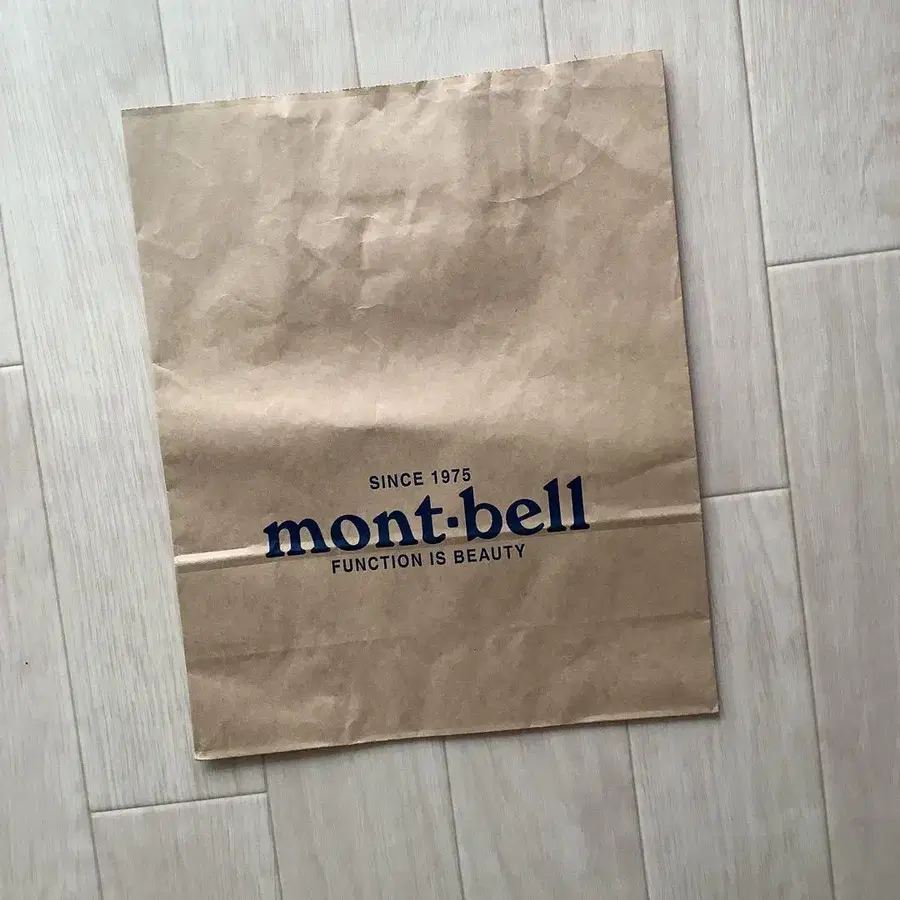 SINCE 1975
mont·bell
FUNCTION IS BEAUTY